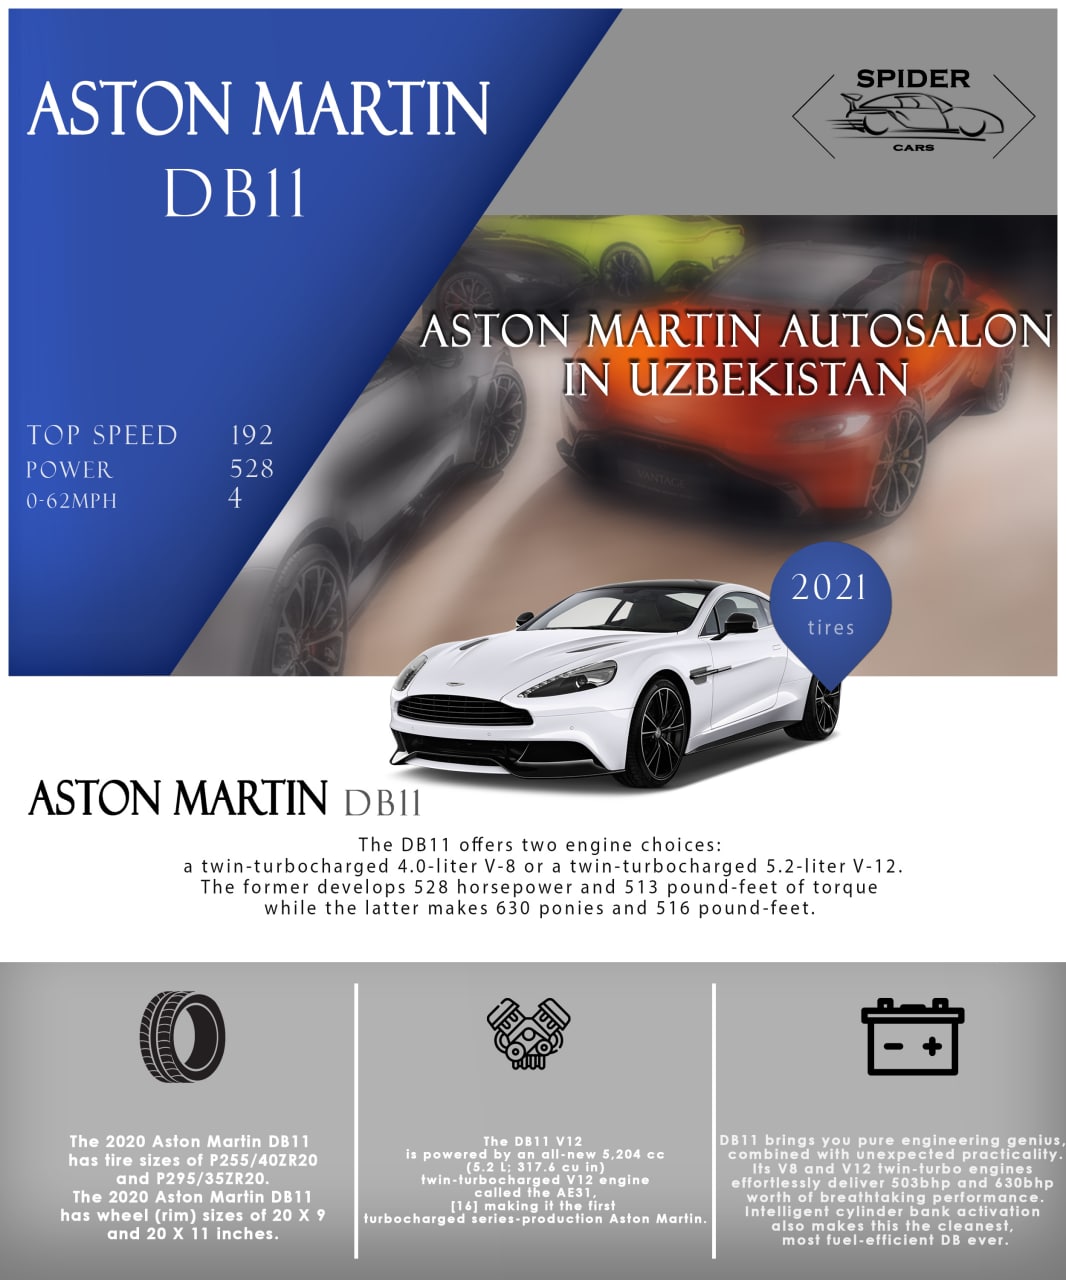 ASTON MARTIN
DB11
SPIDER
CARS
ASTON MARTIN AUTOSALON
IN UZBEKISTAN
TOP SPEED 192
POWER 528
0-62MPH 4
VANTAGE
2021
tires
ASTON MARTIN DB11
The DB11 offers two engine choices:
a twin-turbocharged 4.0-liter V-8 or a twin-turbocharged 5.2-liter V-12.
The former develops 528 horsepower and 513 pound-feet of torque
while the latter makes 630 ponies and 516 pound-feet.
The 2020 Aston Martin DB11
has tire sizes of P255/40ZR20
and P295/35ZR20.
The 2020 Aston Martin DB11
has wheel (rim) sizes of 20 X 9
and 20 X 11 inches.
The DB11 V12
is powered by an all-new 5,204 cc
(5.2 L; 317.6 cu in)
twin-turbocharged V12 engine
called the AE31,
[16] making it the first
turbocharged series-production Aston Martin.
DB11 brings you pure engineering genius,
combined with unexpected practicality.
Its V8 and V12 twin-turbo engines
effortlessly deliver 503bhp and 630bhp
worth of breathtaking performance.
Intelligent cylinder bank activation
also makes this the cleanest,
most fuel-efficient DB ever.